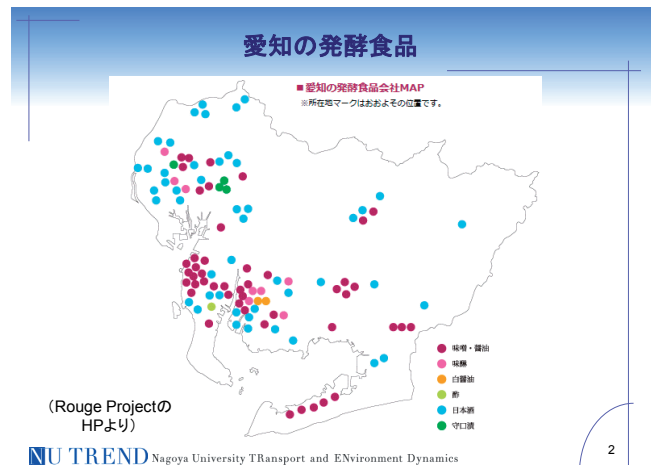 愛知の発酵食品
■愛知の発酵食品会社MAP
※所在地マークはおおよその位置です。
味噌・醤油
味醂
白醤油
酢
日本酒
守口漬
(Rouge Projectの
HPより)
NU TREND Nagoya University TRansport and ENvironment Dynamics
2